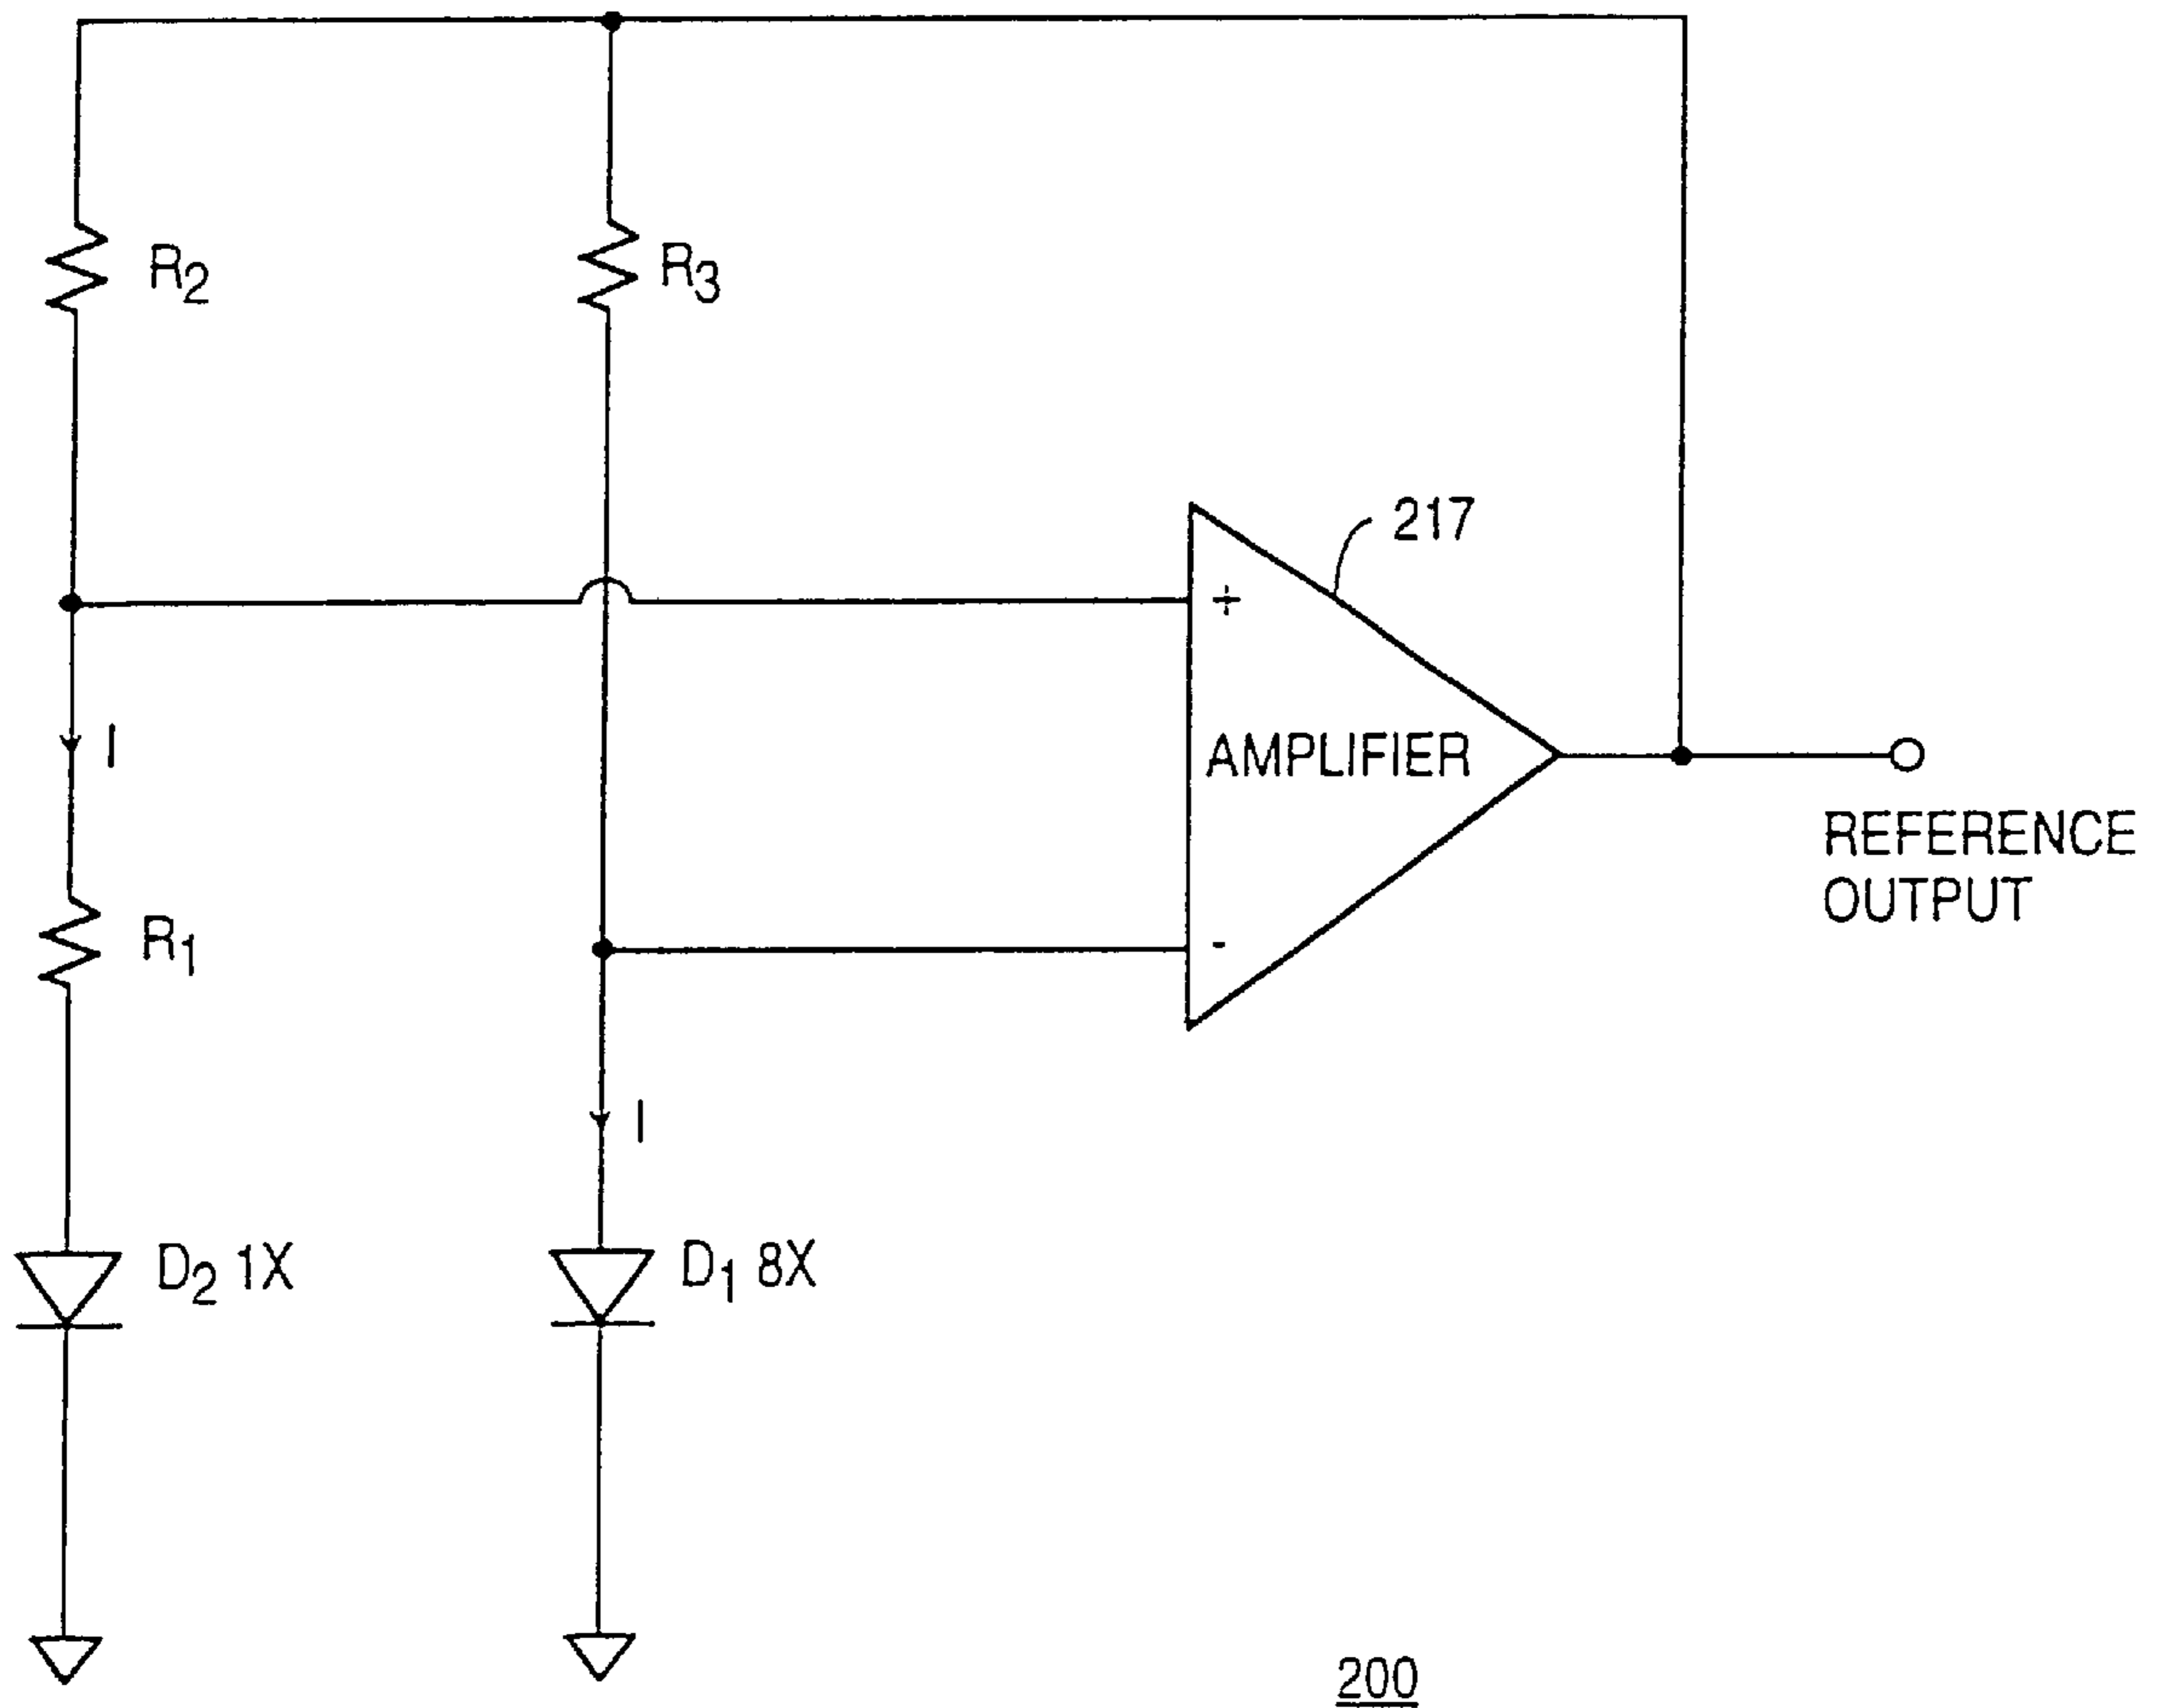 R2
R3
217
+
I
AMPLIFIER
REFERENCE
OUTPUT
R1
-
I
D2 1X
D1 8X
200